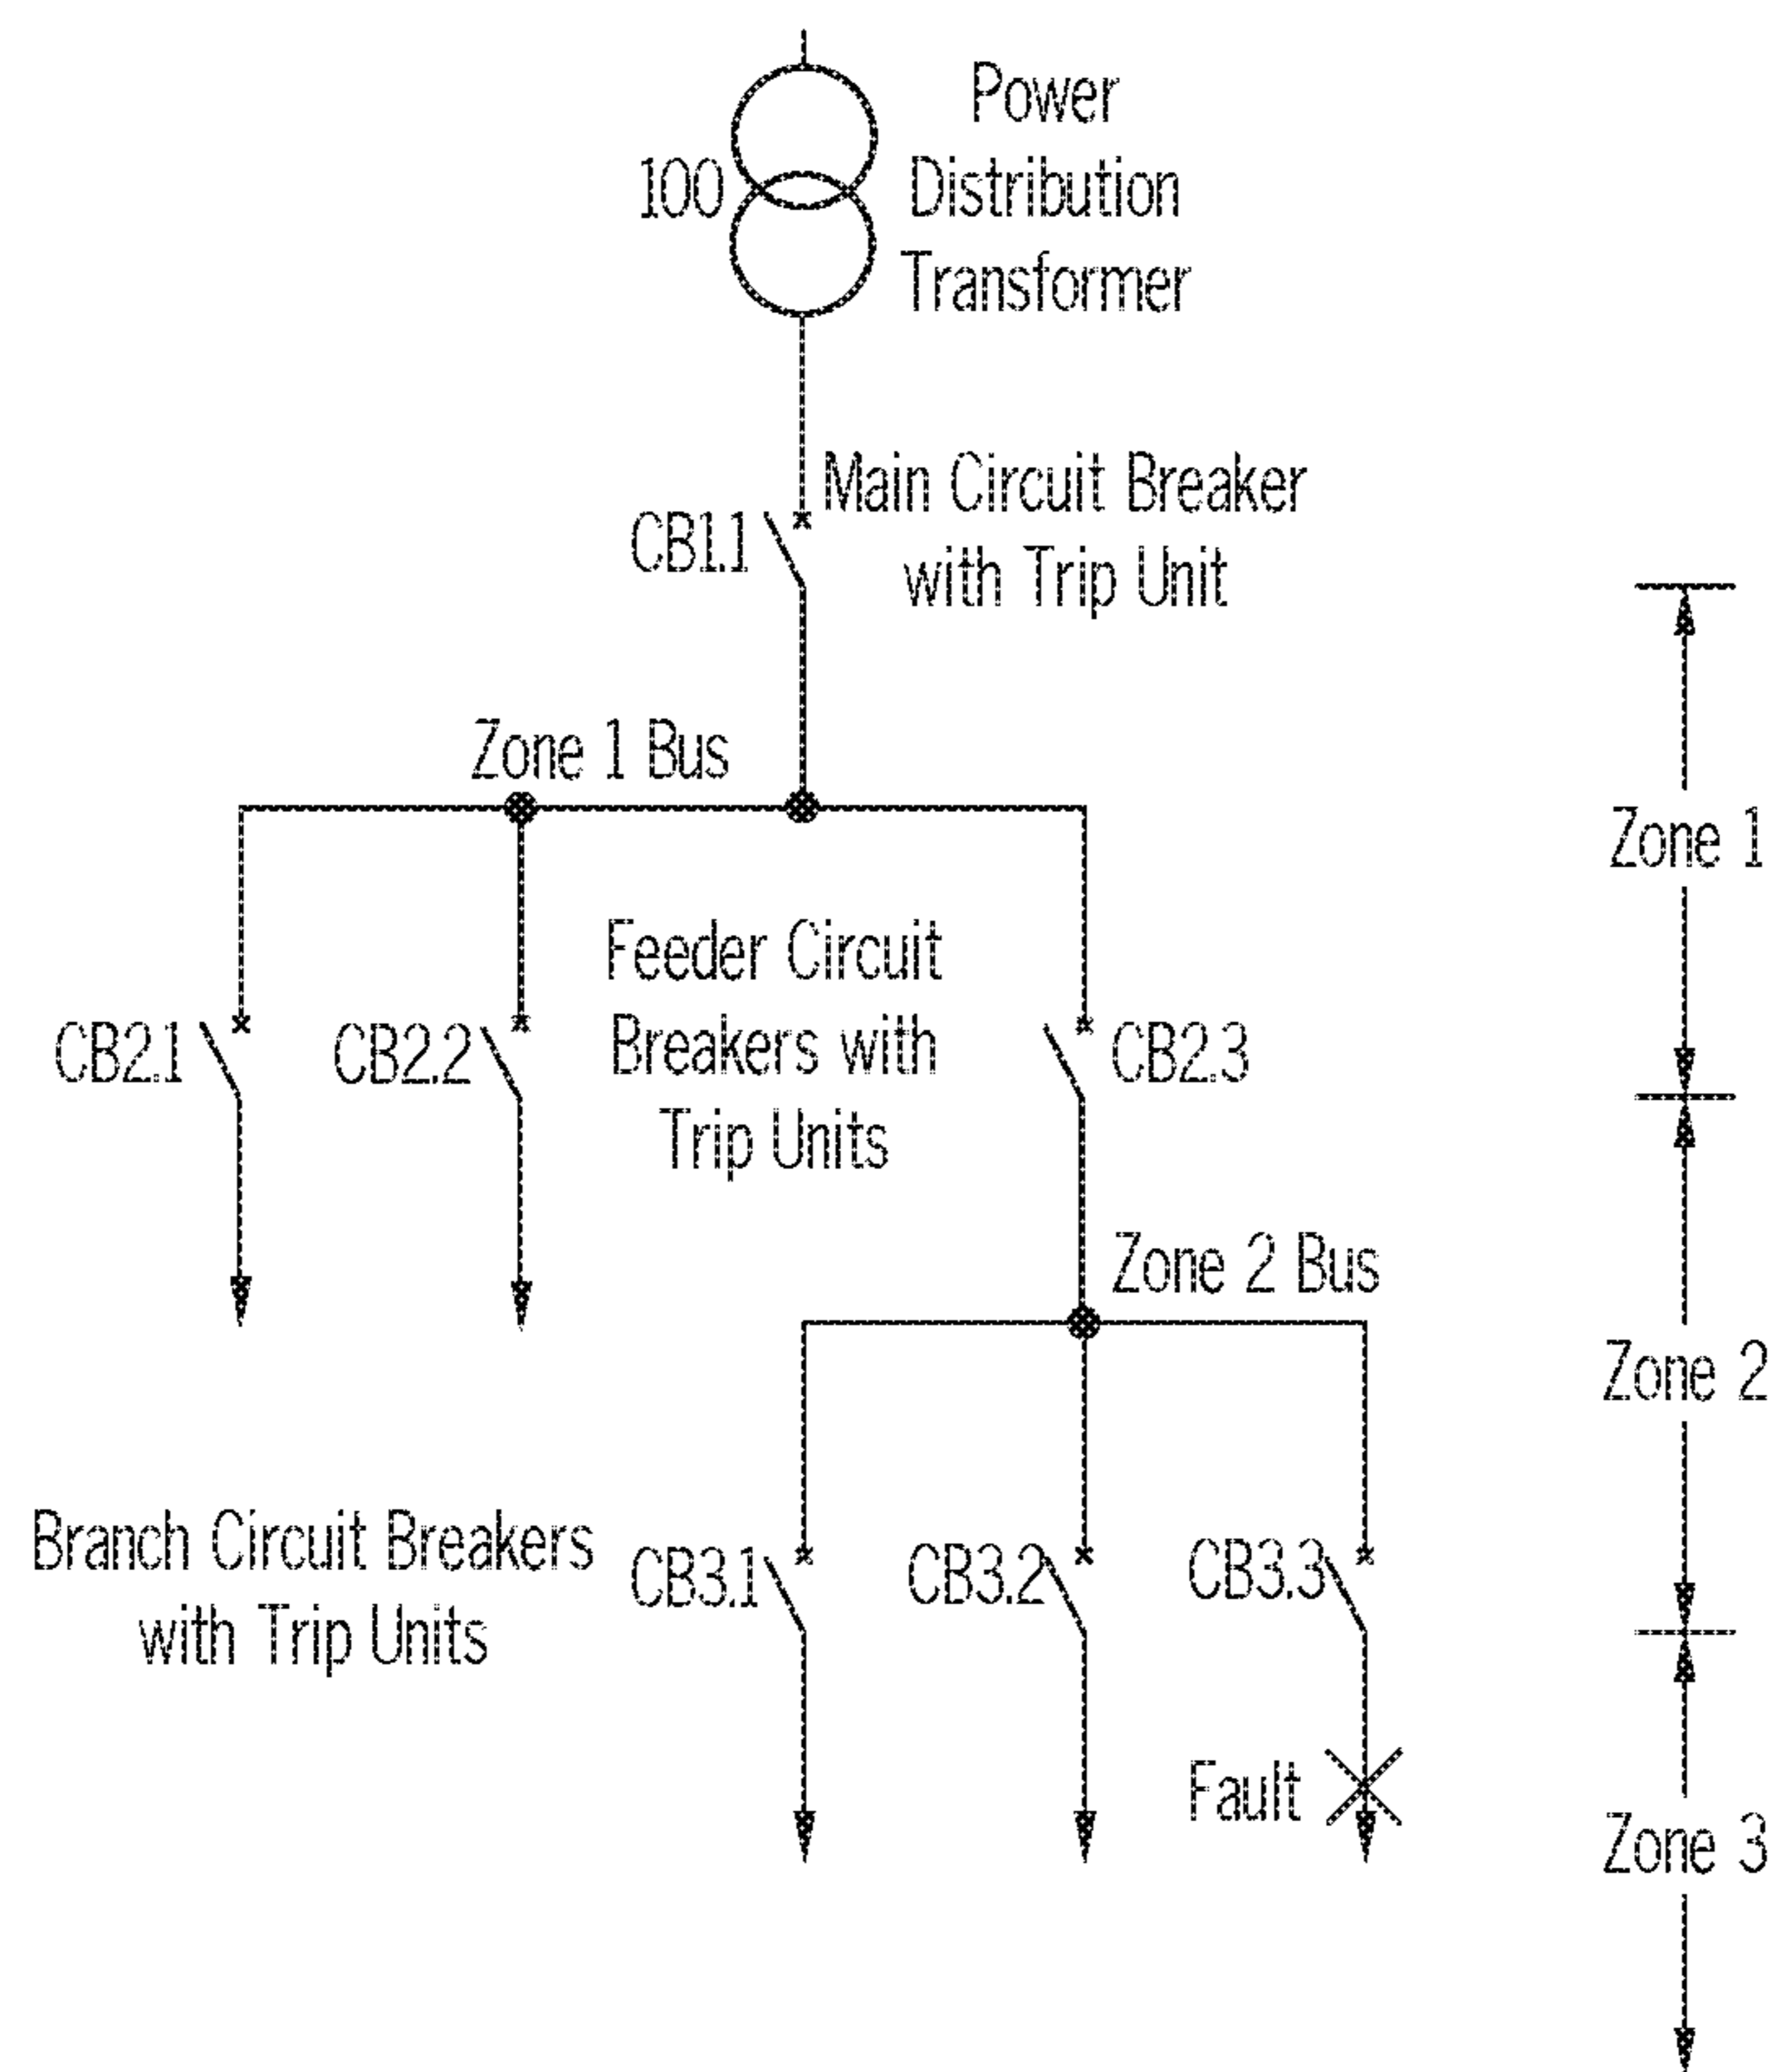 Power
Distribution
Transformer
100
Main Circuit Breaker
with Trip Unit
CB1.1
Zone 1 Bus
Zone 1
Feeder Circuit
Breakers with
Trip Units
CB2.1
CB2.2
CB2.3
Zone 2 Bus
Zone 2
Branch Circuit Breakers
with Trip Units
CB3.1
CB3.2
CB3.3
Fault
Zone 3